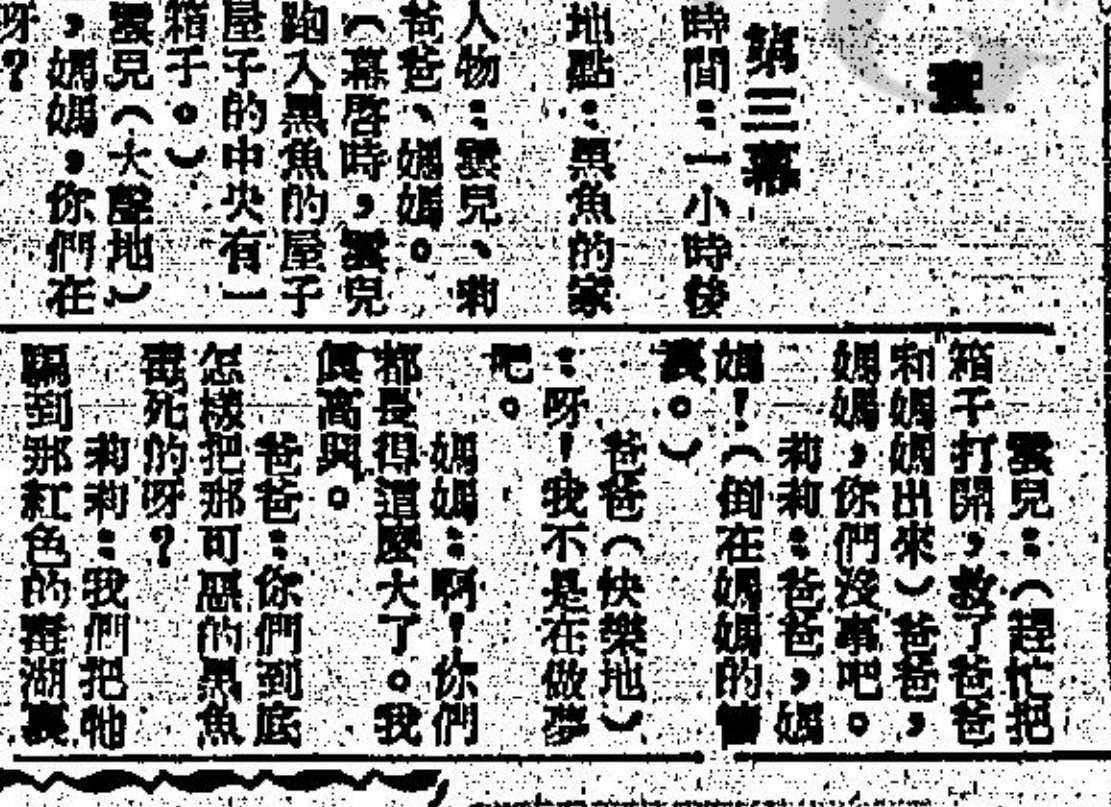 裏。
第三幕
時間：一小時後
地點：黑魚的家
人物：雲兒、莉
爸爸、媽媽。
（幕啓時，雲兒
跑入黑魚的屋子
屋子的中央有一
箱子。）
雲兒（大聲地）
，媽媽，你們在
呀？
雲兒：（趕忙把
箱子打開，救了爸爸
和媽媽出來）爸爸，
媽媽，你們沒事吧。
莉莉：爸爸，媽
媽！（倒在媽媽的懷
裏。）
爸爸（快樂地）
：呀！我不是在做夢
吧。
媽媽：啊！你們
都長得這麼大了。我
眞高興。
爸爸：你們到底
怎樣把那可惡的黑魚
毒死的呀？
莉莉：我們把牠
騙到那紅色的毒湖裏